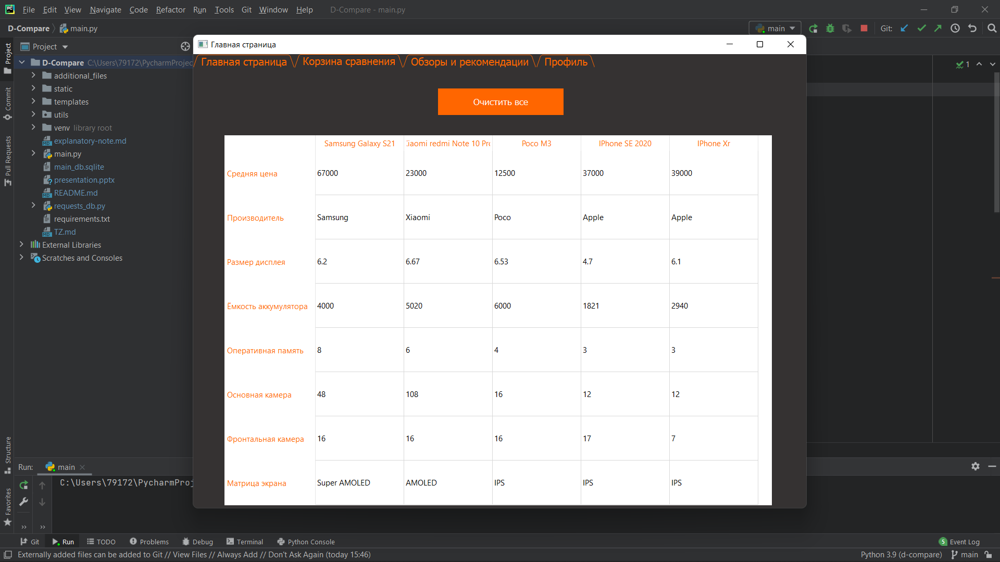 File Edit View Navigate Code Refactor Run Tools Git Window Help D-Compare - main.py
D-Compare main.py
main Git:
Project
Главная страница
Главная страница Корзина сравнения Обзоры и рекомендации Профиль
Очистить все
Project
Commit
Pull Requests
Structure
Favorites
D-Compare C:\Users\79172\PycharmProjec
additional_files
static
templates
utils
venv library root
explanatory-note.md
main.py
main_db.sqlite
presentation.pptx
README.md
requests_db.py
requirements.txt
TZ.md
External Libraries
Scratches and Consoles
1
Samsung Galaxy S21 iaomi redmi Note 10 Pro Poco M3 IPhone SE 2020 IPhone Xr
Средняя цена 67000 23000 12500 37000 39000
Производитель Samsung Xiaomi Poco Apple Apple
Размер дисплея 6.2 6.67 6.53 4.7 6.1
Ёмкость аккумулятора 4000 5020 6000 1821 2940
Оперативная память 8 6 4 3 3
Основная камера 48 108 16 12 12
Фронтальная камера 16 16 16 17 7
Матрица экрана Super AMOLED AMOLED IPS IPS IPS
Run: main
C:\Users\79172\PycharmProj
Git Run TODO Problems Debug Terminal Python Console 5 Event Log
Externally added files can be added to Git // View Files // Always Add // Don't Ask Again (today 15:46) Python 3.9 (d-compare) main